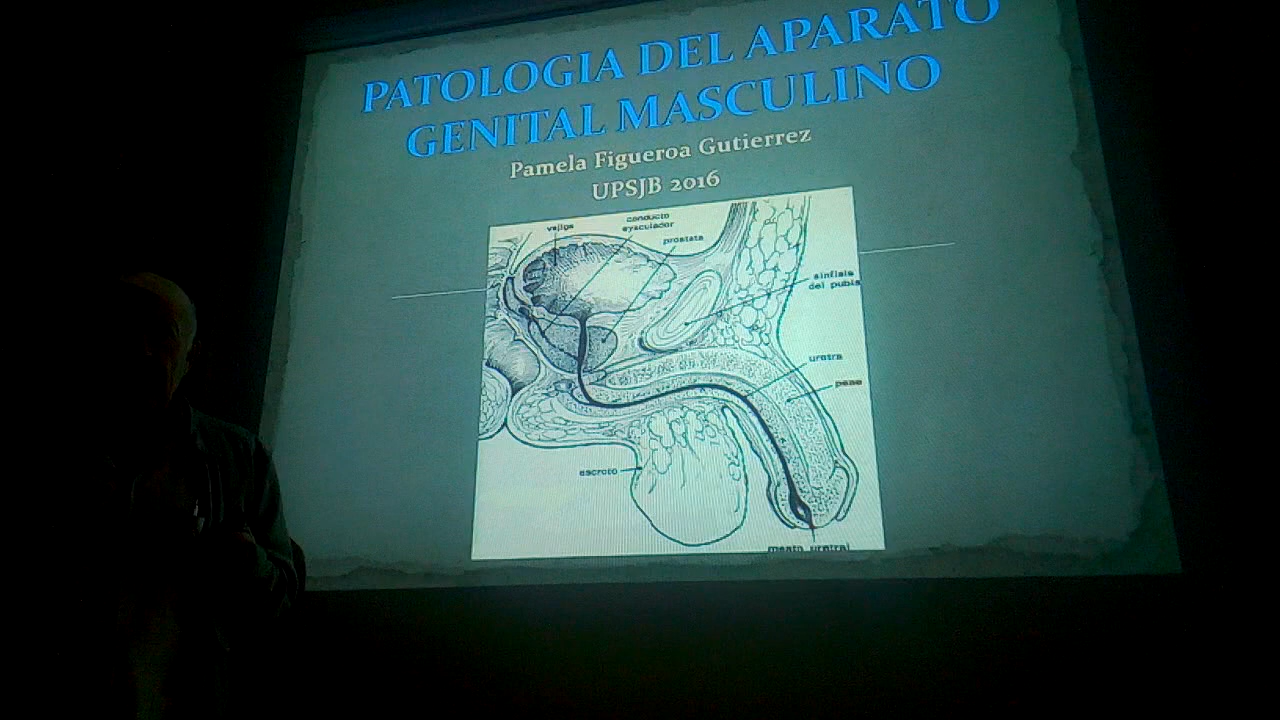 PATOLOGIA DEL APARATO
GENITAL MASCULINO
Pamela Figueroa Gutierrez
UPSJB 2016
vejiga
conducto
eyaculador
prostata
sinfisis
del pubis
uretra
pene
escroto
meato uretral